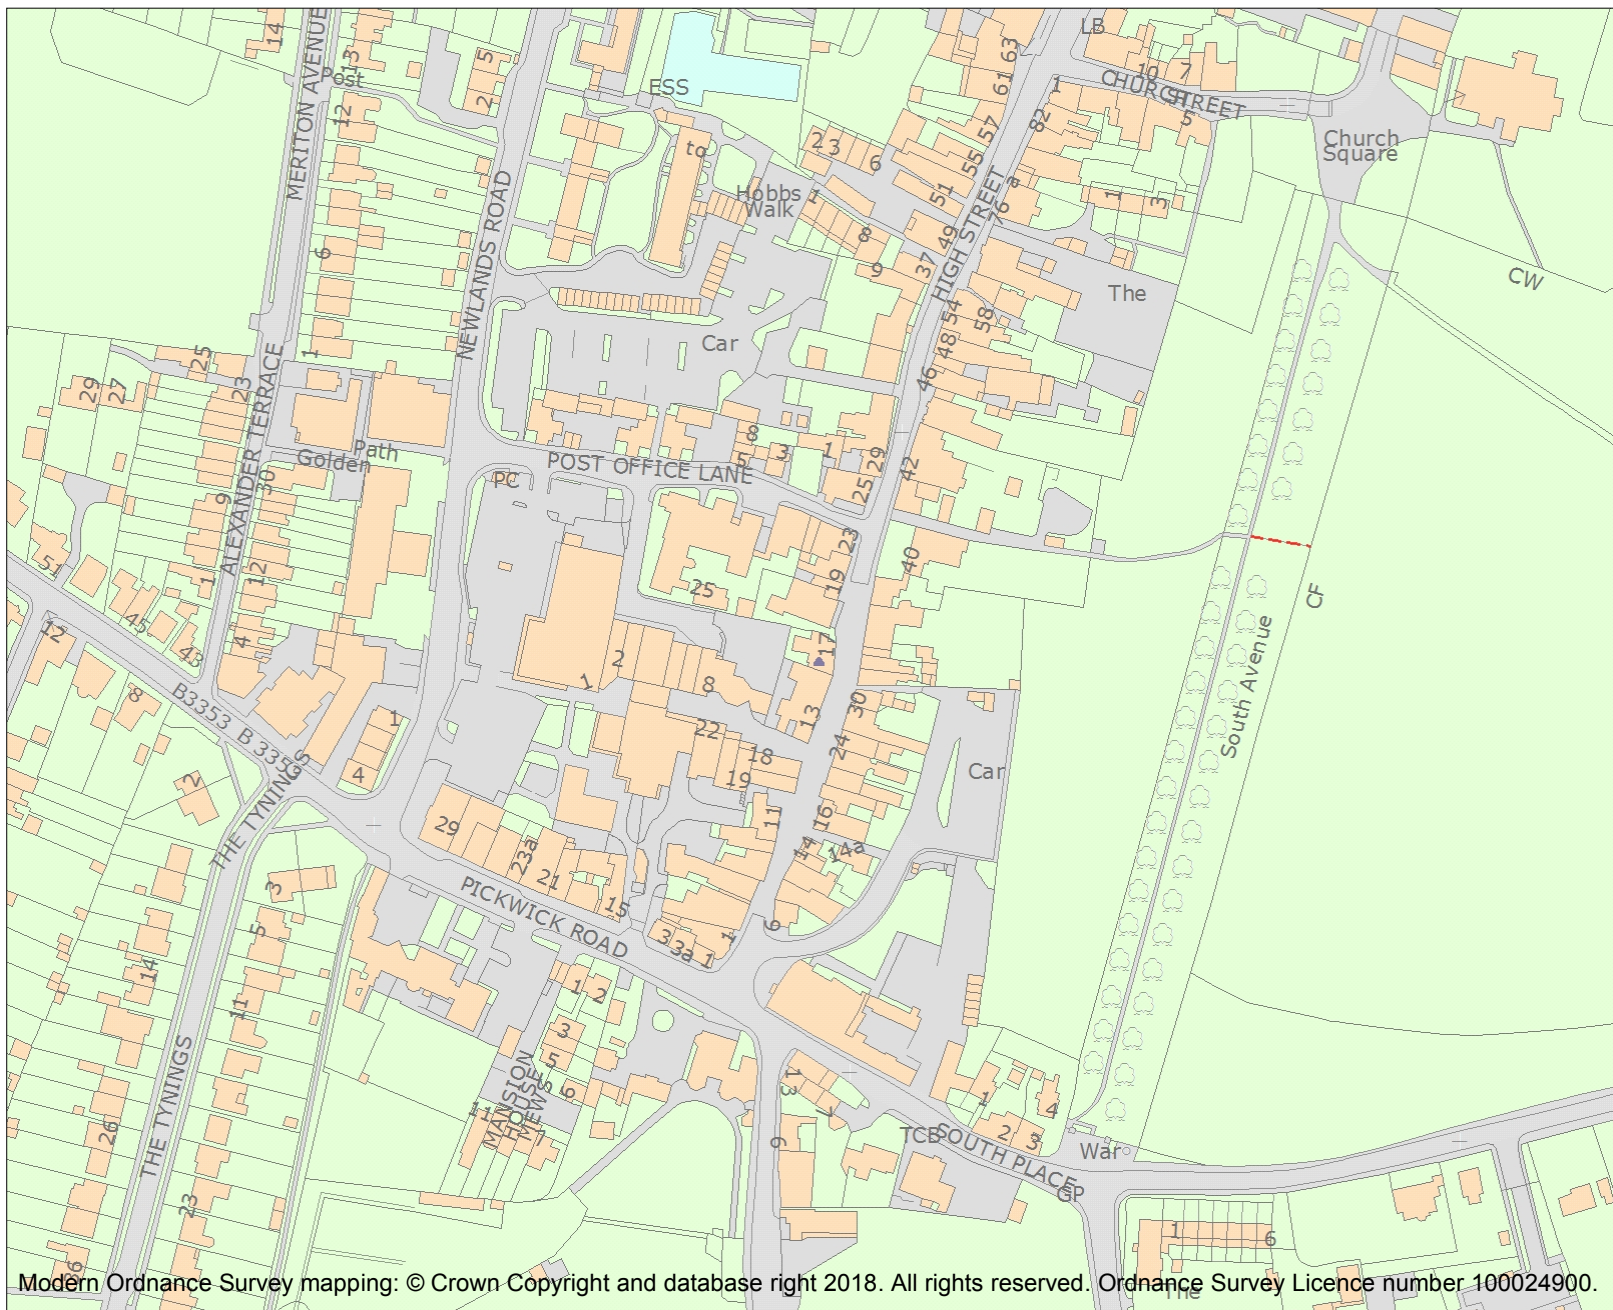 LB
MERITON AVENUE
14
13
Post
12
5
2
ESS
63
61
1
10
7
CHURCH STREET
5
82
57
55
2
3
6
to
Hobbs
Walk
1
8
9
51
49
37
76
a
1
3
HIGH STREET
Church
Square
CW
The
6
NEWLANDS ROAD
1
Car
54
58
48
46
25
23
29
27
ALEXANDER TERRACE
Golden
Path
30
9
8
5
3
1
29
25
42
POST OFFICE LANE
PC
23
19
40
51
1
12
45
43
4
12
8
25
17
2
1
8
13
30
24
22
18
19
11
16
14
14a
CF
South Avenue
Car
B3353
B 3353
1
4
2
THE TYNINGS
29
23a
21
15
PICKWICK ROAD
3
3a
1
1
6
3
5
14
11
1
2
3
5
6
MANSION
HOUSE
MEWS
11
7
THE TYNINGS
26
23
36
13
7
6
TCB
SOUTH PLACE
1
2
3
4
War
GP
1
6
The
Modern Ordnance Survey mapping: © Crown Copyright and database right 2018. All rights reserved. Ordnance Survey Licence number 100024900.